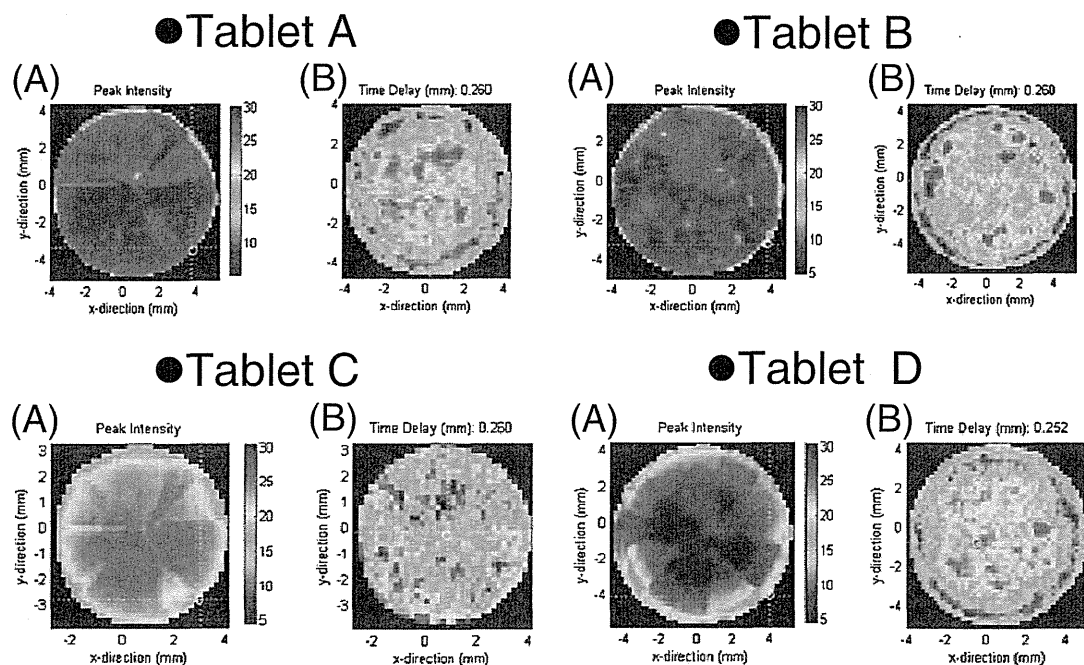 ●Tablet A
(A)
Peak Intensity
y-direction (mm)
4
2
0
-2
-4
-4 -2 0 2 4
x-direction (mm)
30
25
20
15
10
(B)
Time Delay (mm): 0.260
4
2
0
-2
-4
-4 -2 0 2 4
x-direction (mm)
●Tablet B
(A)
Peak Intensity
y-direction (mm)
2
0
-2
-4
-4 -2 0 2 4
x-direction (mm)
30
25
20
15
10
5
(B)
Time Delay (mm): 0.260
4
2
0
-2
-4
-4 -2 0 2 4
x-direction (mm)
●Tablet C
(A)
Peak Intensity
y-direction (mm)
3
2
1
0
-1
-2
-3
-2 0 2 4
x-direction (mm)
30
25
20
15
10
5
(B)
Time Delay (mm): 0.260
3
2
1
0
-1
-2
-3
-2 0 2 4
x-direction (mm)
●Tablet D
(A)
Peak Intensity
y-direction (mm)
4
2
0
-2
-4
-4 -2 0 2 4
x-direction (mm)
30
25
20
15
10
5
(B)
Time Delay (mm): 0.252
4
2
0
-2
-4
-4 -2 0 2 4
x-direction (mm)